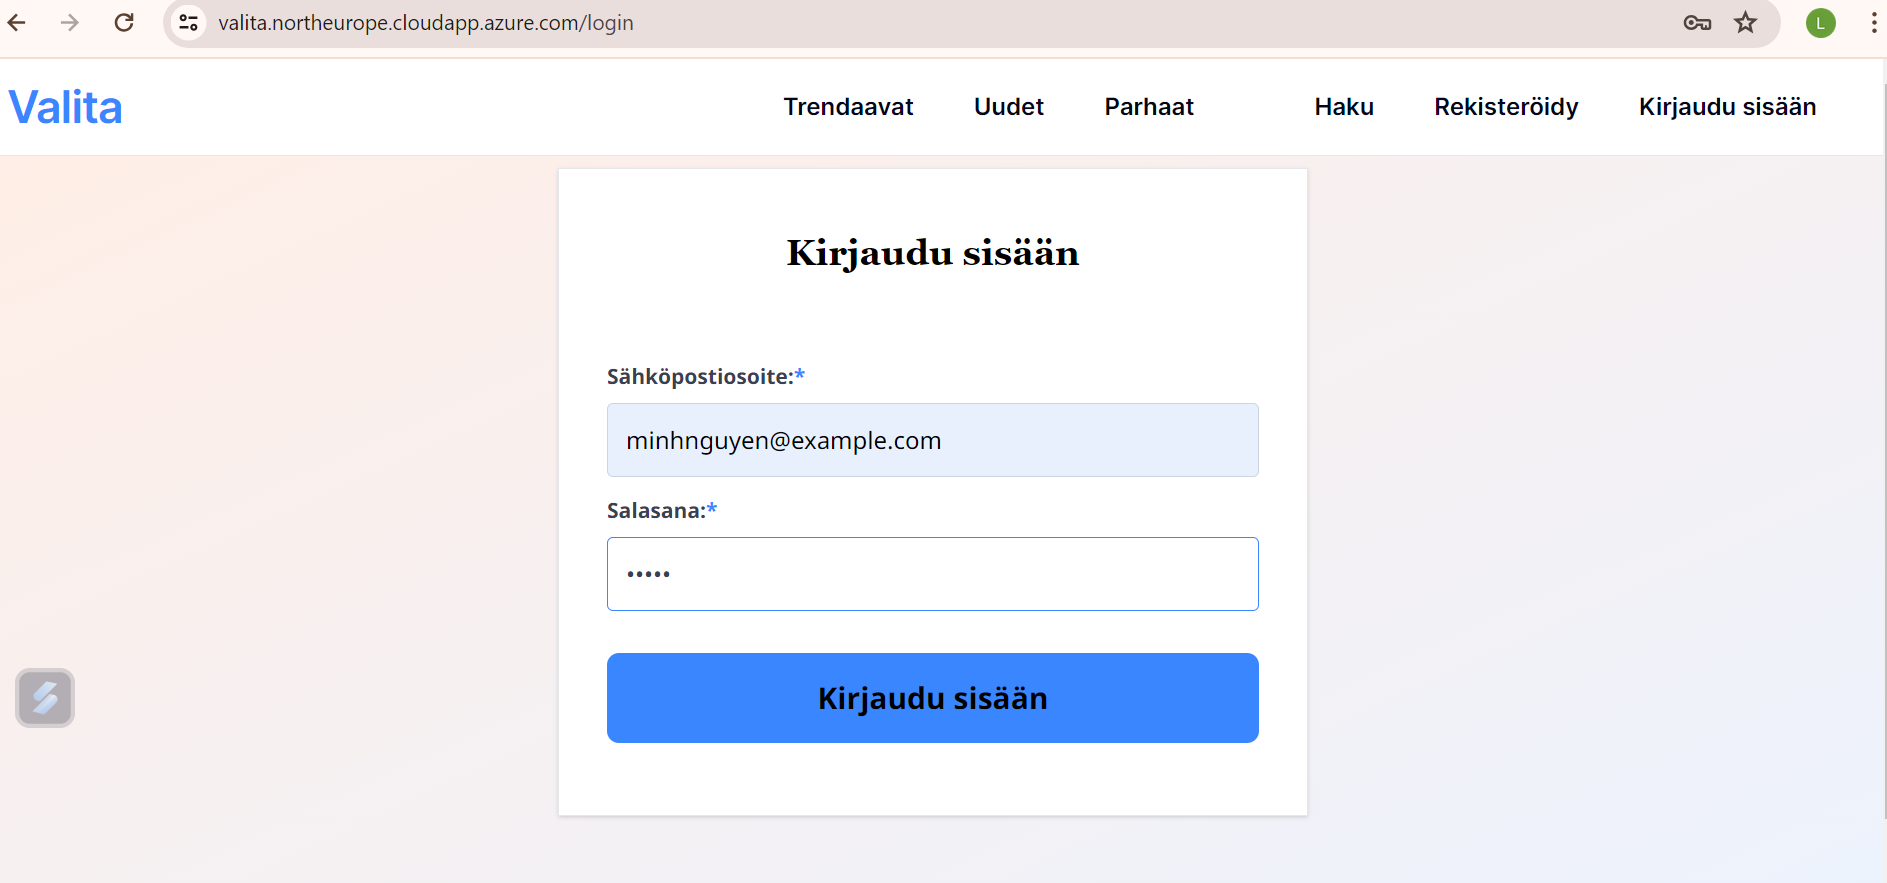 valita.northeurope.cloudapp.azure.com/login
L
Valita
Trendaavat Uudet Parhaat Haku Rekisteröidy Kirjaudu sisään
Kirjaudu sisään
Sähköpostiosoite:*
minhnguyen@example.com
Salasana:*
•••••
Kirjaudu sisään